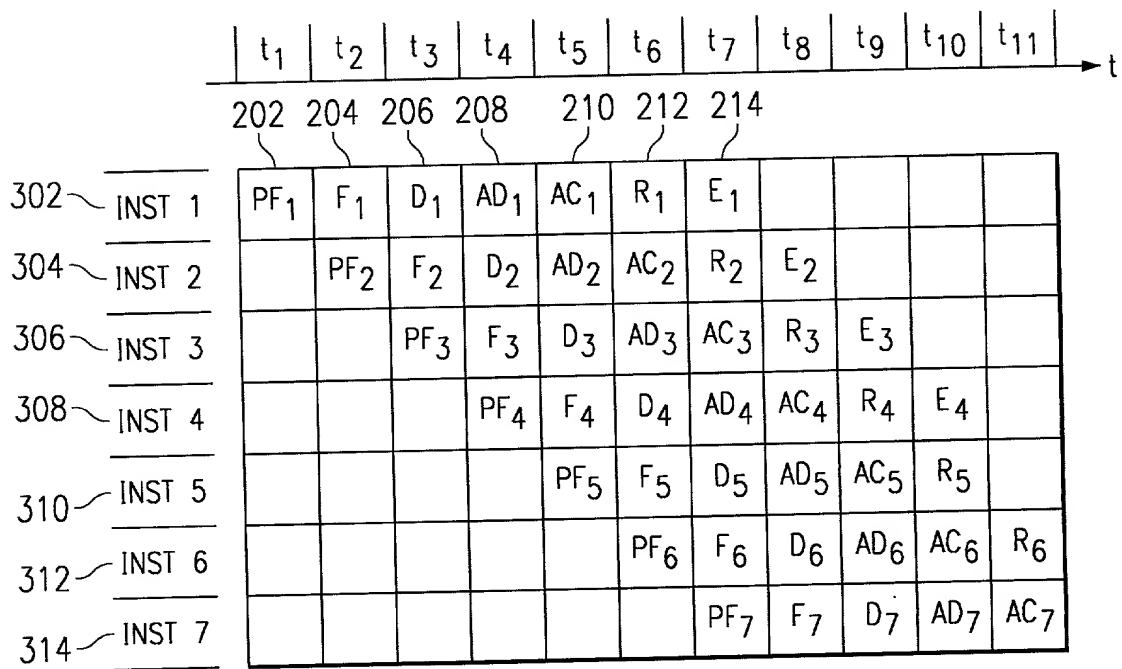 t1 t2 t3 t4 t5 t6 t7 t8 t9 t10 t11 t
202 204 206 208 210 212 214
302 INST 1 PF1 F1 D1 AD1 AC1 R1 E1
304 INST 2 PF2 F2 D2 AD2 AC2 R2 E2
306 INST 3 PF3 F3 D3 AD3 AC3 R3 E3
308 INST 4 PF4 F4 D4 AD4 AC4 R4 E4
310 INST 5 PF5 F5 D5 AD5 AC5 R5
312 INST 6 PF6 F6 D6 AD6 AC6 R6
314 INST 7 PF7 F7 D7 AD7 AC7